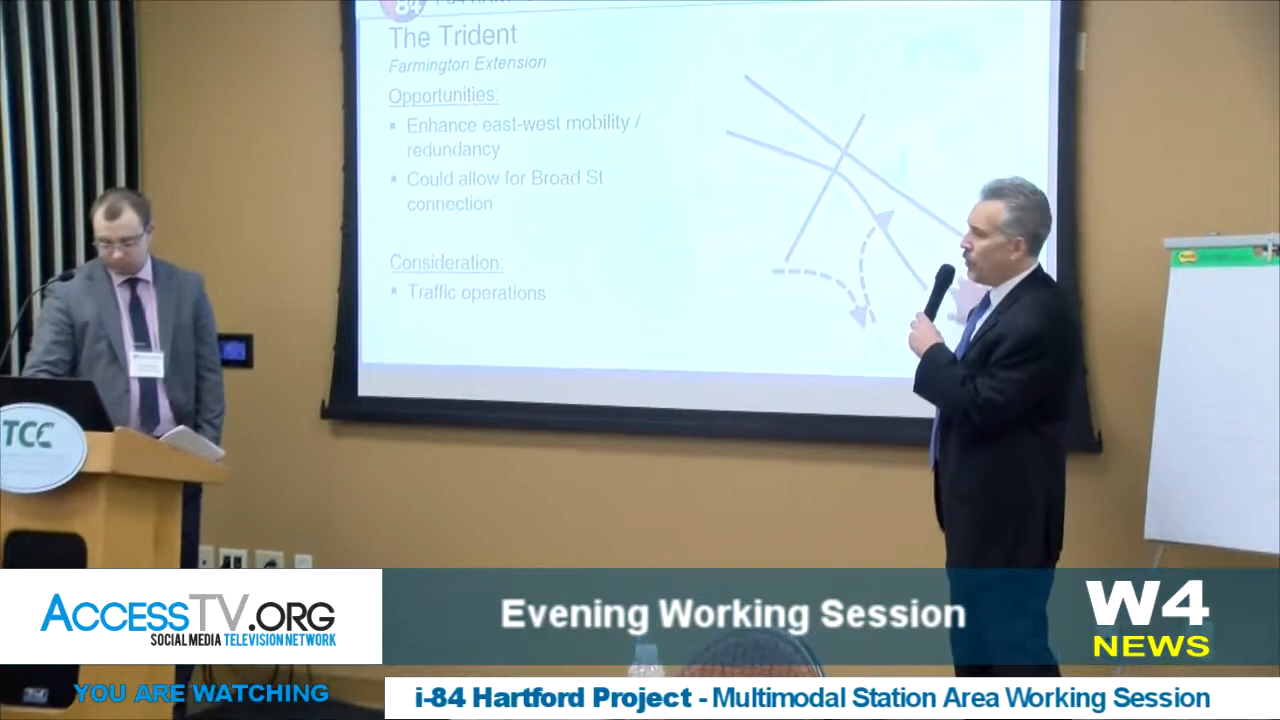 84
The Trident
Farmington Extension
Opportunities:
▪ Enhance east-west mobility /
redundancy
▪ Could allow for Broad St
connection
Consideration:
▪ Traffic operations
TCC
ACCESSTV.ORG
SOCIAL MEDIA TELEVISION NETWORK
Evening Working Session
W4
NEWS
YOU ARE WATCHING
i-84 Hartford Project - Multimodal Station Area Working Session